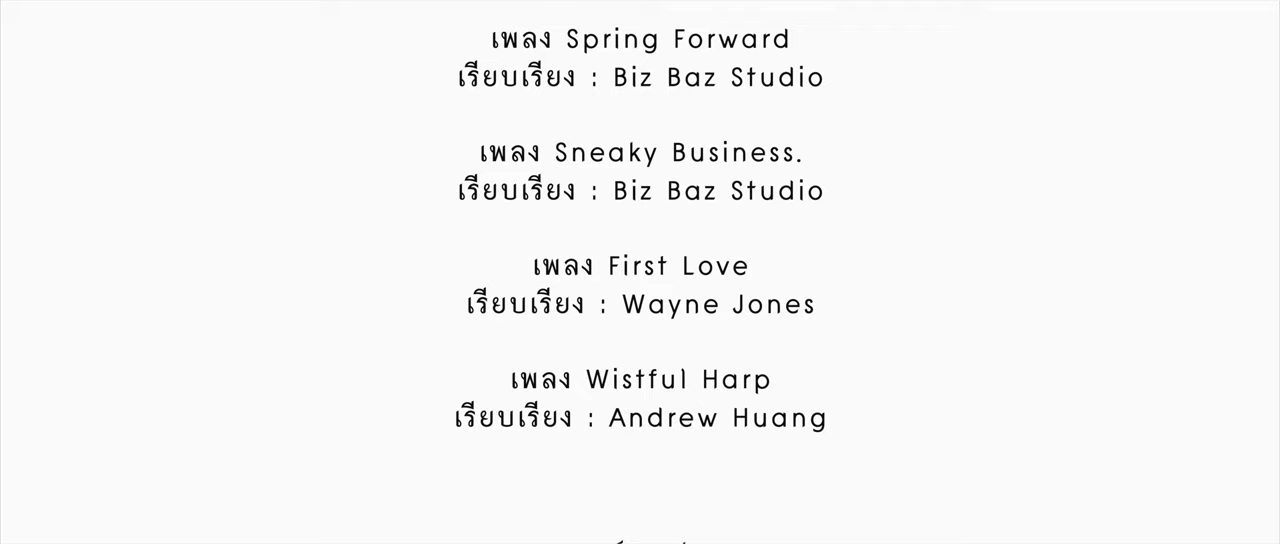 เพลง Spring Forward
เรียบเรียง : Biz Baz Studio
เพลง Sneaky Business.
เรียบเรียง : Biz Baz Studio
เพลง First Love
เรียบเรียง : Wayne Jones
เพลง Wistful Harp
เรียบเรียง : Andrew Huang